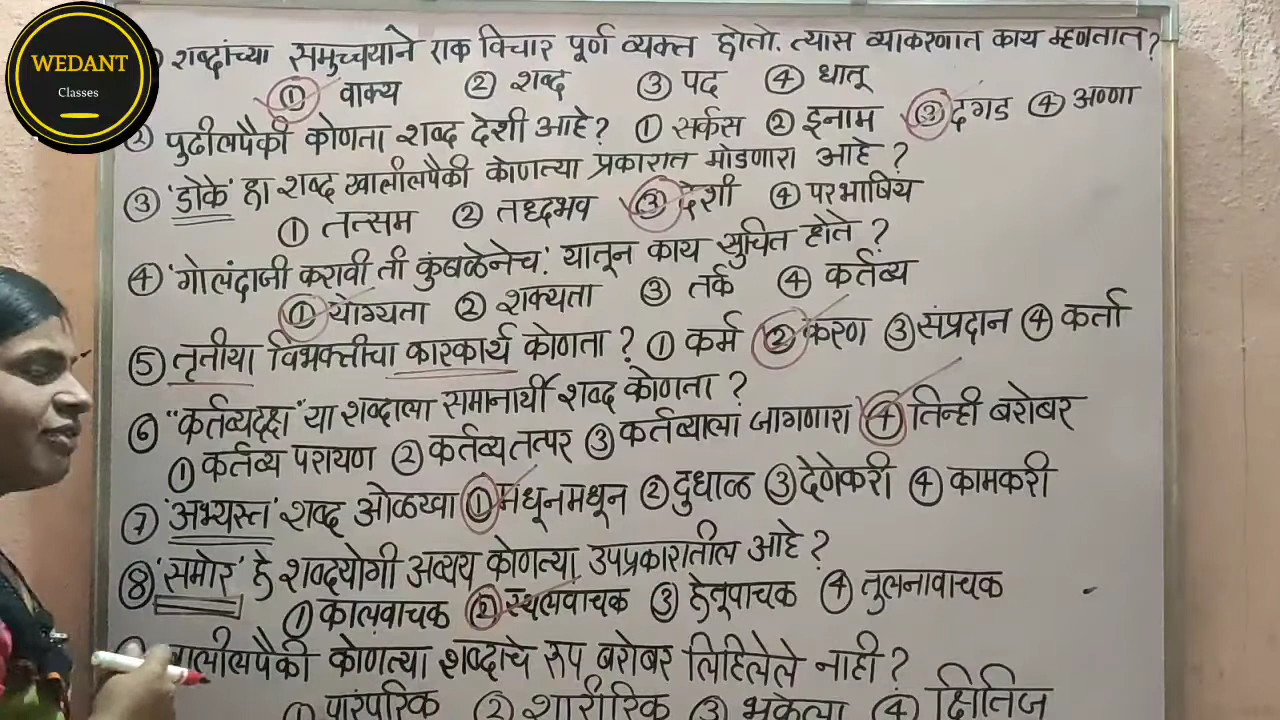 WEDANT
Classes
शब्दांच्या समुच्चयाने एक विचार पूर्ण व्यक्त होतो. त्यास व्याकरणात काय म्हणतात?
① वाक्य ② शब्द ③ पद ④ धातू
② पुढीलपैकी कोणता शब्द देशी आहे? ① सर्कस ② इनाम ③ दगड ④ अण्णा
③ 'डोके' हा शब्द खालीलपैकी कोणत्या प्रकारात मोडणारा आहे?
① तत्सम ② तद्दभव ③ देशी ④ परभाषिय
④ 'गोलंदाजी करावी ती कुंबळेनेच.' यातून काय सुचित होते?
① योग्यता ② शक्यता ③ तर्क ④ कर्तव्य
⑤ तृतीया विभक्तीचा कारकार्थ कोणता? ① कर्म ② करण ③ संप्रदान ④ कर्ता
⑥ "कर्तव्यदक्ष" या शब्दाला समानार्थी शब्द कोणता?
① कर्तव्य परायण ② कर्तव्य तत्पर ③ कर्तव्याला जागणारा ④ तिन्ही बरोबर
⑦ 'अभ्यस्त' शब्द ओळखा ① मधूनमधून ② दुधाळ ③ देणेकरी ④ कामकरी
⑧ 'समोर' हे शब्दयोगी अव्यय कोणत्या उपप्रकारातील आहे?
① कालवाचक ② स्थलवाचक ③ हेतूवाचक ④ तुलनावाचक
खालीलपैकी कोणत्या शब्दाचे रूप बरोबर लिहिलेले नाही?
① पारंपरिक ② शारीरिक ③ भकेला ④ क्षितिज